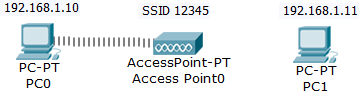 192.168.1.10
SSID 12345
192.168.1.11
PC-PT
PC0
AccessPoint-PT
Access Point0
PC-PT
PC1